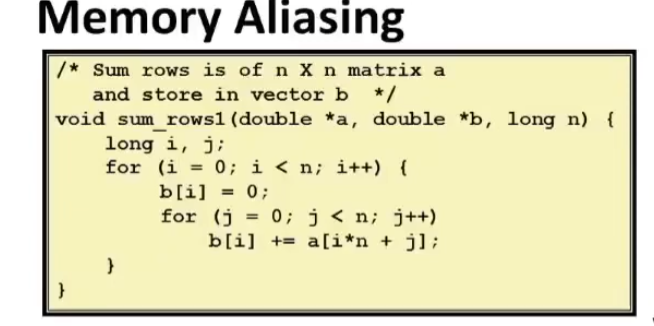 Memory Aliasing
/* Sum rows is of n X n matrix a
and store in vector b */
void sum_rows1(double *a, double *b, long n) {
long i, j;
for (i = 0; i < n; i++) {
b[i] = 0;
for (j = 0; j < n; j++)
b[i] += a[i*n + j];
}
}